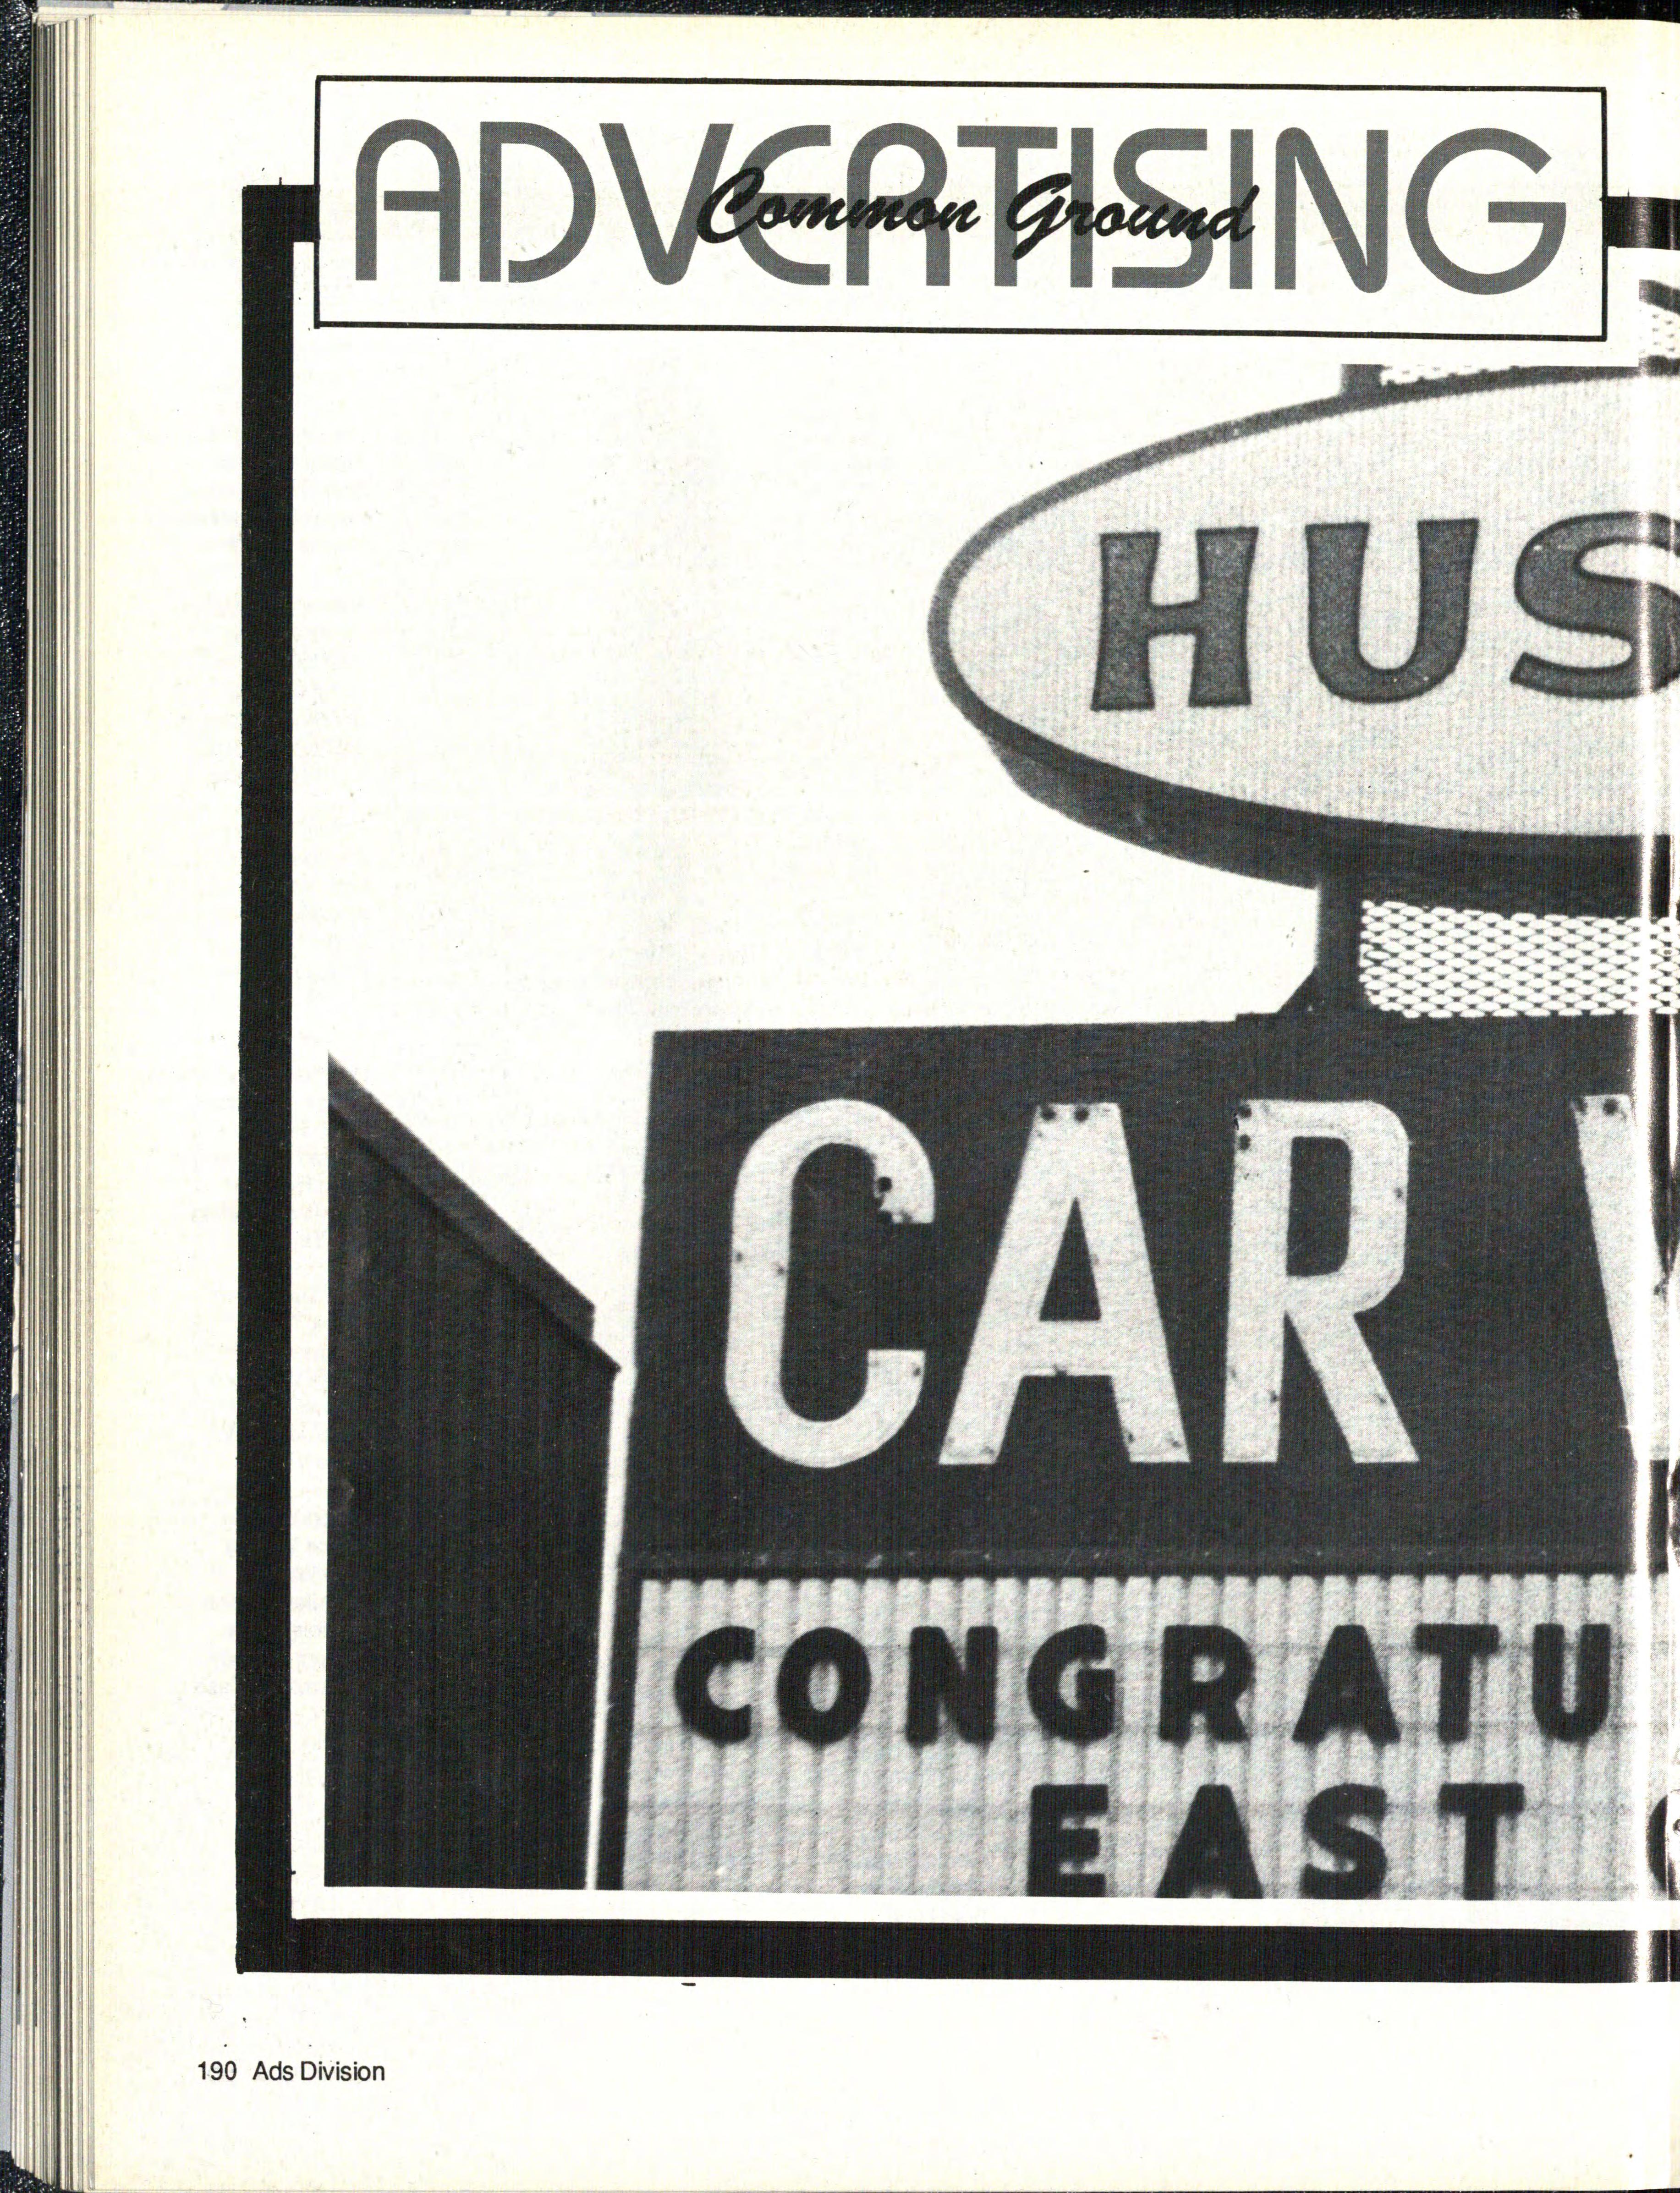 ADVERTISING
Common Ground
HUS
CAR
CONGRATU
EAST
190 Ads Division